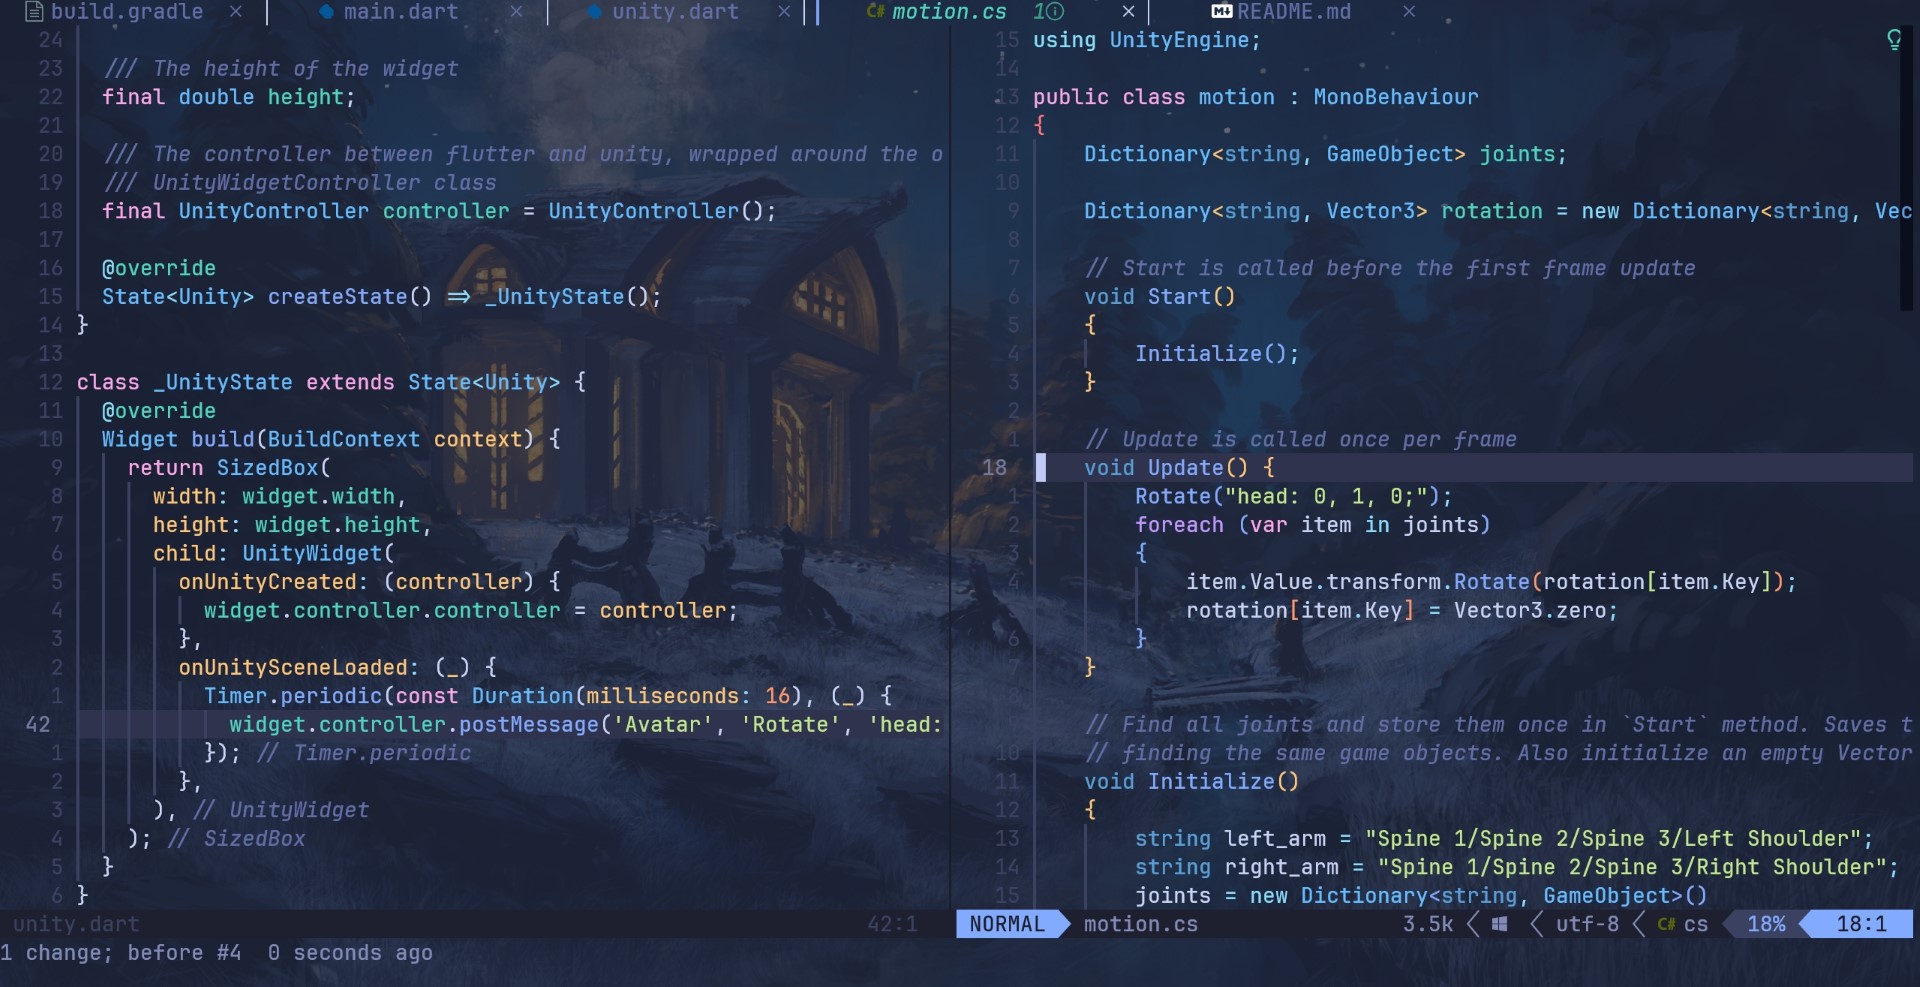 build.gradle × main.dart × unity.dart × C# motion.cs 1 × README.md ×
24
23 /// The height of the widget
22 final double height;
21
20 /// The controller between flutter and unity, wrapped around the o
19 /// UnityWidgetController class
18 final UnityController controller = UnityController();
17
16 @override
15 State<Unity> createState() => _UnityState();
14 }
13
12 class _UnityState extends State<Unity> {
11 @override
10 Widget build(BuildContext context) {
9 return SizedBox(
8 width: widget.width,
7 height: widget.height,
6 child: UnityWidget(
5 onUnityCreated: (controller) {
4 widget.controller.controller = controller;
3 },
2 onUnitySceneLoaded: (_) {
1 Timer.periodic(const Duration(milliseconds: 16), (_) {
42 widget.controller.postMessage('Avatar', 'Rotate', 'head:
1 }); // Timer.periodic
2 },
3 ), // UnityWidget
4 ); // SizedBox
5 }
6 }
unity.dart 42:1
15 using UnityEngine;
14
13 public class motion : MonoBehaviour
12 {
11 Dictionary<string, GameObject> joints;
10
9 Dictionary<string, Vector3> rotation = new Dictionary<string, Vec
8
7 // Start is called before the first frame update
6 void Start()
5 {
4 Initialize();
3 }
2
1 // Update is called once per frame
18 void Update() {
1 Rotate("head: 0, 1, 0;");
2 foreach (var item in joints)
3 {
4 item.Value.transform.Rotate(rotation[item.Key]);
rotation[item.Key] = Vector3.zero;
6 }
7 }
8
// Find all joints and store them once in `Start` method. Saves t
10 // finding the same game objects. Also initialize an empty Vector
11 void Initialize()
12 {
13 string left_arm = "Spine 1/Spine 2/Spine 3/Left Shoulder";
14 string right_arm = "Spine 1/Spine 2/Spine 3/Right Shoulder";
15 joints = new Dictionary<string, GameObject>()
NORMAL motion.cs 3.5k utf-8 C# cs 18% 18:1
1 change; before #4 0 seconds ago